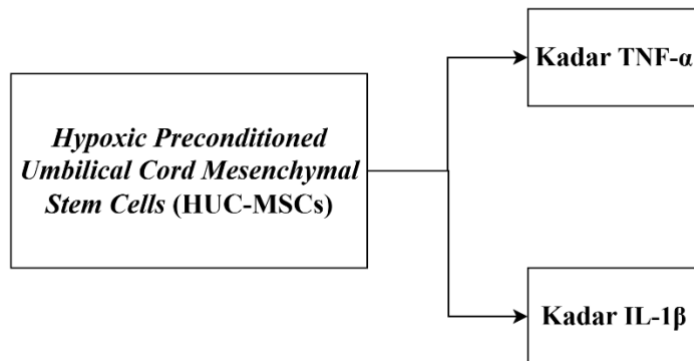 Kadar TNF-α
Hypoxic Preconditioned
Umbilical Cord Mesenchymal
Stem Cells (HUC-MSCs)
Kadar IL-1β